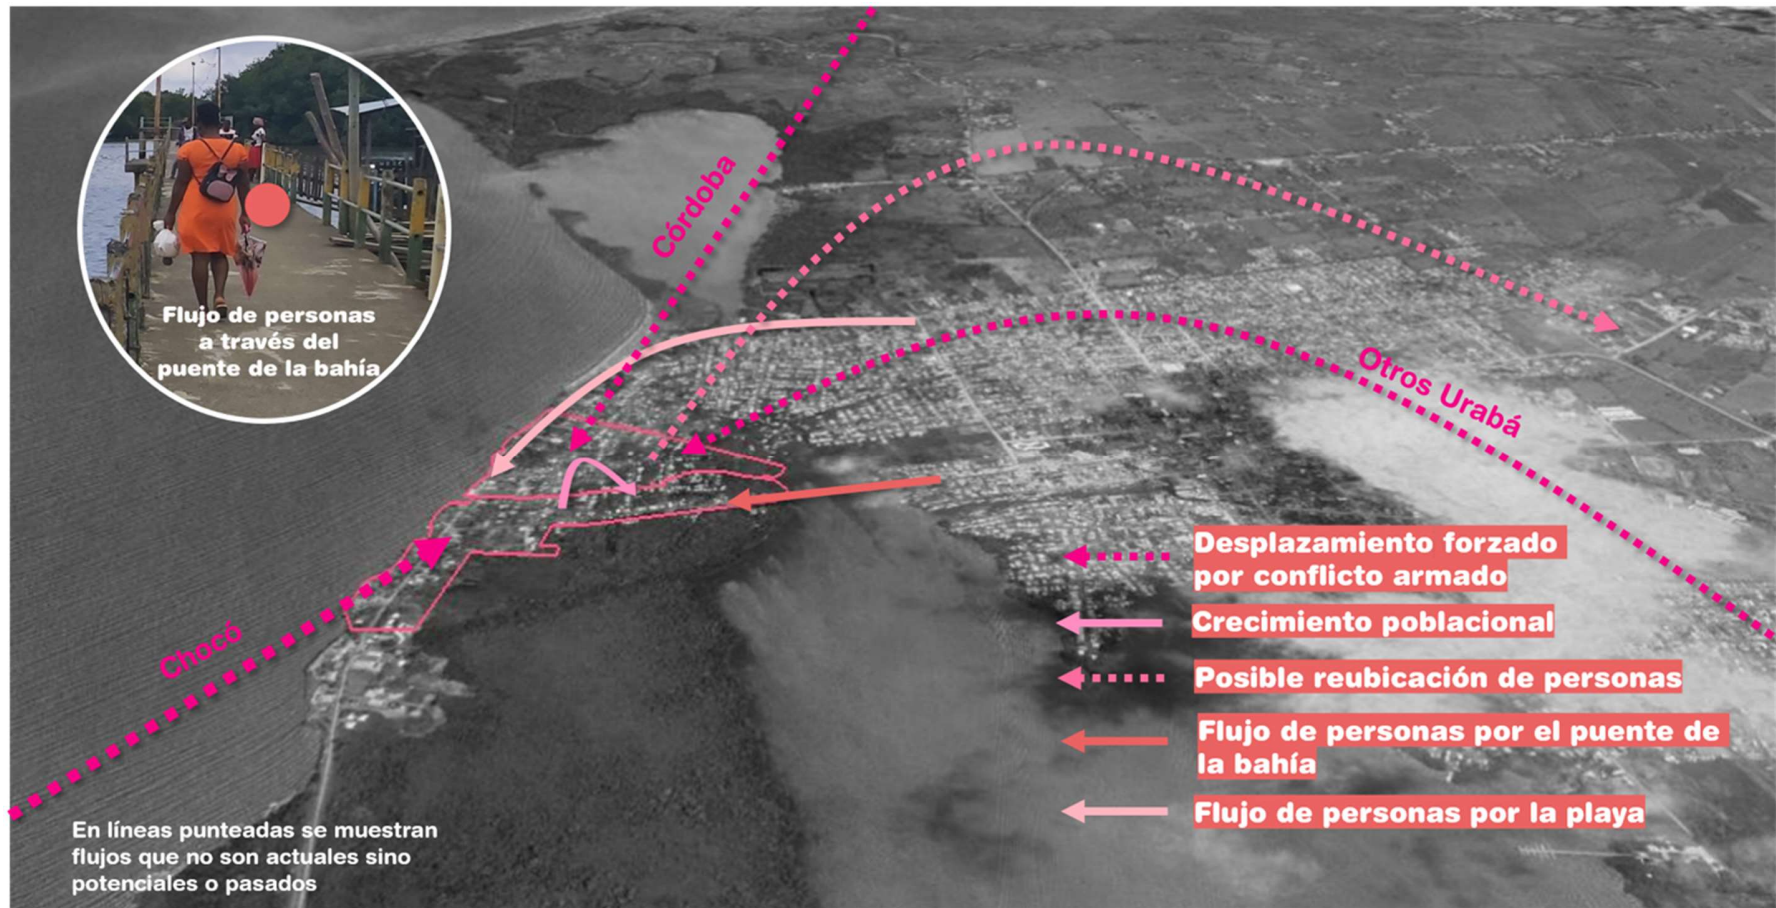 Flujo de personas
a través del
puente de la bahía
Córdoba
Otros Urabá
Chocó
Desplazamiento forzado
por conflicto armado
Crecimiento poblacional
Posible reubicación de personas
Flujo de personas por el puente de
la bahía
Flujo de personas por la playa
En líneas punteadas se muestran
flujos que no son actuales sino
potenciales o pasados